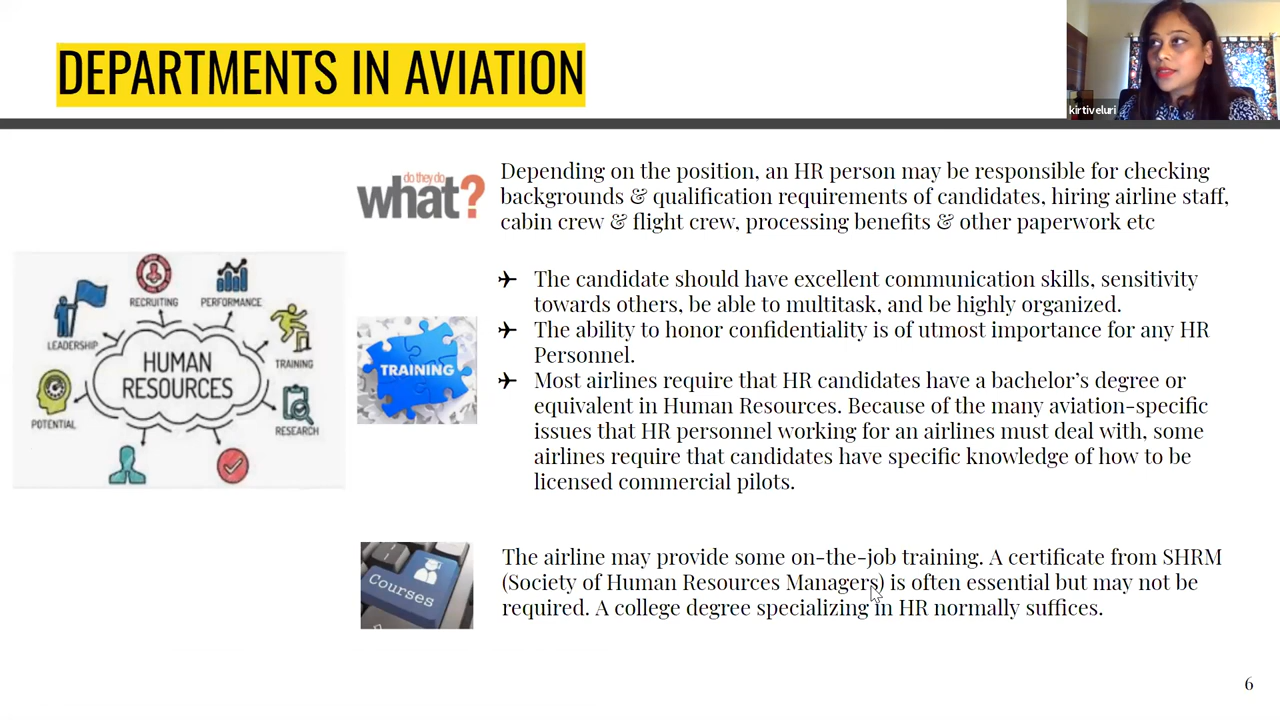 DEPARTMENTS IN AVIATION
kirtiveluri
do they do
what?
Depending on the position, an HR person may be responsible for checking
backgrounds & qualification requirements of candidates, hiring airline staff,
cabin crew & flight crew, processing benefits & other paperwork etc
RECRUITING
PERFORMANCE
LEADERSHIP
HUMAN
RESOURCES
TRAINING
POTENTIAL
RESEARCH
TRAINING
The candidate should have excellent communication skills, sensitivity
towards others, be able to multitask, and be highly organized.
The ability to honor confidentiality is of utmost importance for any HR
Personnel.
Most airlines require that HR candidates have a bachelor’s degree or
equivalent in Human Resources. Because of the many aviation-specific
issues that HR personnel working for an airlines must deal with, some
airlines require that candidates have specific knowledge of how to be
licensed commercial pilots.
Courses
The airline may provide some on-the-job training. A certificate from SHRM
(Society of Human Resources Managers) is often essential but may not be
required. A college degree specializing in HR normally suffices.
6